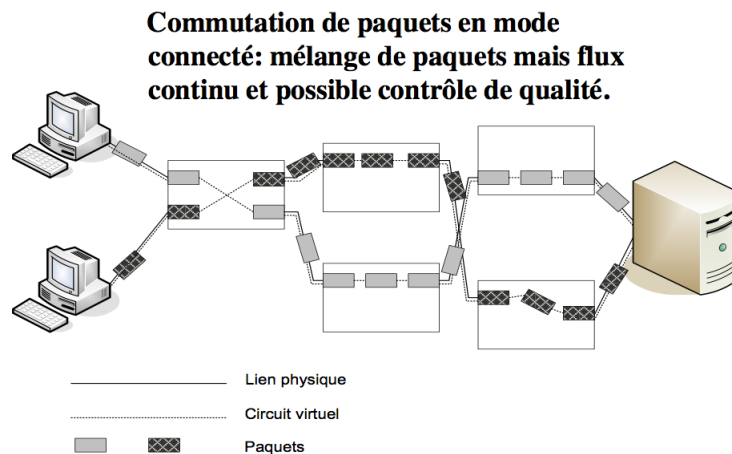 Commutation de paquets en mode
connecté: mélange de paquets mais flux
continu et possible contrôle de qualité.
Lien physique
Circuit virtuel
Paquets